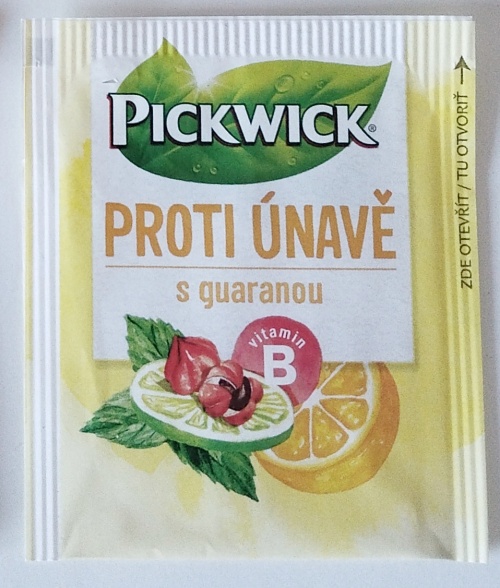 PICKWICK®
PROTI ÚNAVĚ
s guaranou
vitamin
B
ZDE OTEVŘÍT / TU OTVORIŤ